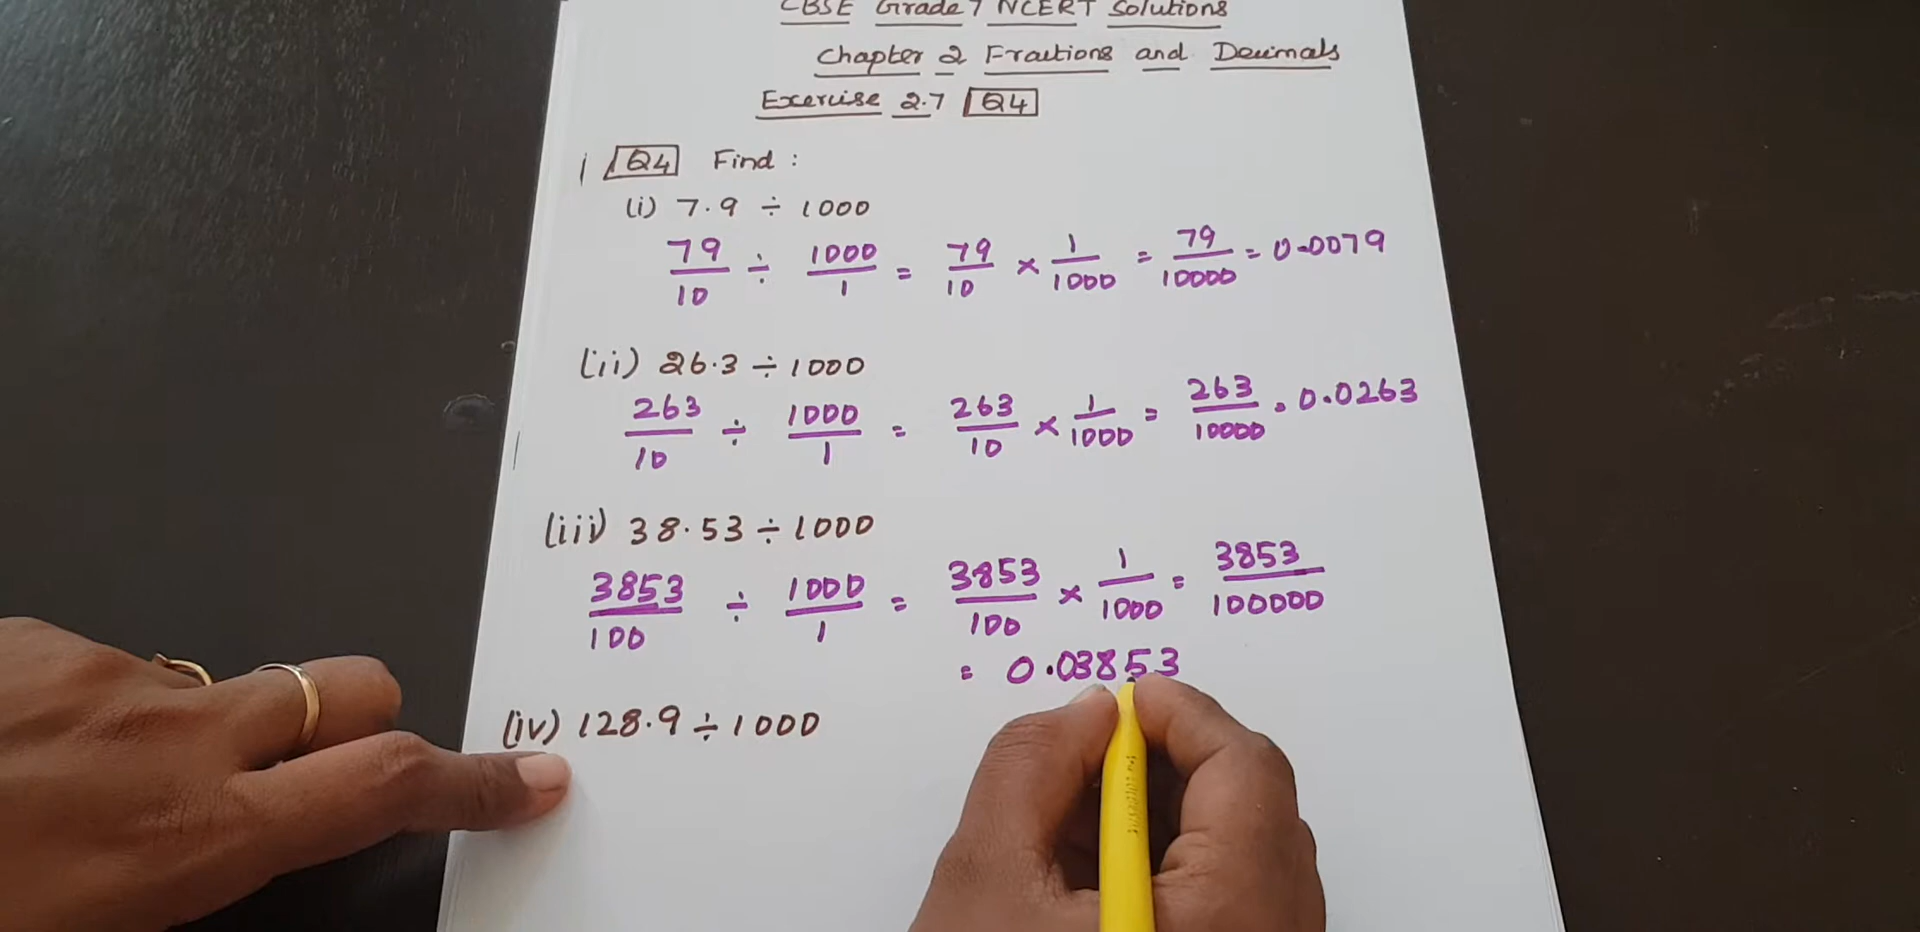 CBSE Grade 7 NCERT Solutions
Chapter 2 Fractions and Decimals
Exercise 2.7 Q4
Q4 Find :
(i) 7.9 ÷ 1000
79/10 ÷ 1000/1 = 79/10 × 1/1000 = 79/10000 = 0.0079
(ii) 26.3 ÷ 1000
263/10 ÷ 1000/1 = 263/10 × 1/1000 = 263/10000 = 0.0263
(iii) 38.53 ÷ 1000
3853/100 ÷ 1000/1 = 3853/100 × 1/1000 = 3853/100000
= 0.03853
(iv) 128.9 ÷ 1000